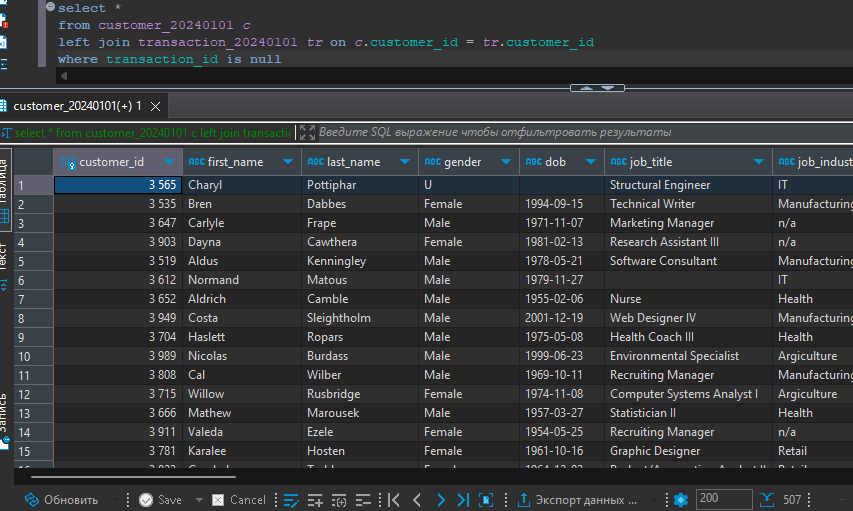 select *
from customer_20240101 c
left join transaction_20240101 tr on c.customer_id = tr.customer_id
where transaction_id is null
customer_20240101(+) 1
select * from customer_20240101 c left join transactic Введите SQL выражение чтобы отфильтровать результаты
customer_id ABC first_name ABC last_name ABC gender ABC dob ABC job_title ABC job_indust
1 3 565 Charyl Pottiphar U Structural Engineer IT
2 3 535 Bren Dabbes Female 1994-09-15 Technical Writer Manufacturing
3 3 647 Carlyle Frape Male 1971-11-07 Marketing Manager n/a
4 3 903 Dayna Cawthera Female 1981-02-13 Research Assistant III n/a
5 3 519 Aldus Kenningley Male 1978-05-21 Software Consultant Manufacturing
6 3 612 Normand Matous Male 1979-11-27 IT
7 3 652 Aldrich Camble Male 1955-02-06 Nurse Health
8 3 949 Costa Sleightholm Male 2001-12-19 Web Designer IV Manufacturing
9 3 704 Haslett Ropars Male 1975-05-08 Health Coach III Health
10 3 989 Nicolas Burdass Male 1999-06-23 Environmental Specialist Argiculture
11 3 808 Cal Wilber Male 1969-10-11 Recruiting Manager Manufacturing
12 3 715 Willow Rusbridge Female 1974-11-08 Computer Systems Analyst I Argiculture
13 3 666 Mathew Marousek Male 1957-03-27 Statistician II Health
14 3 911 Valeda Ezele Female 1954-05-25 Recruiting Manager n/a
15 3 781 Karalee Hosten Female 1961-10-16 Graphic Designer Retail
Таблица
Текст
Запись
Обновить Save Cancel Экспорт данных ... 200 507